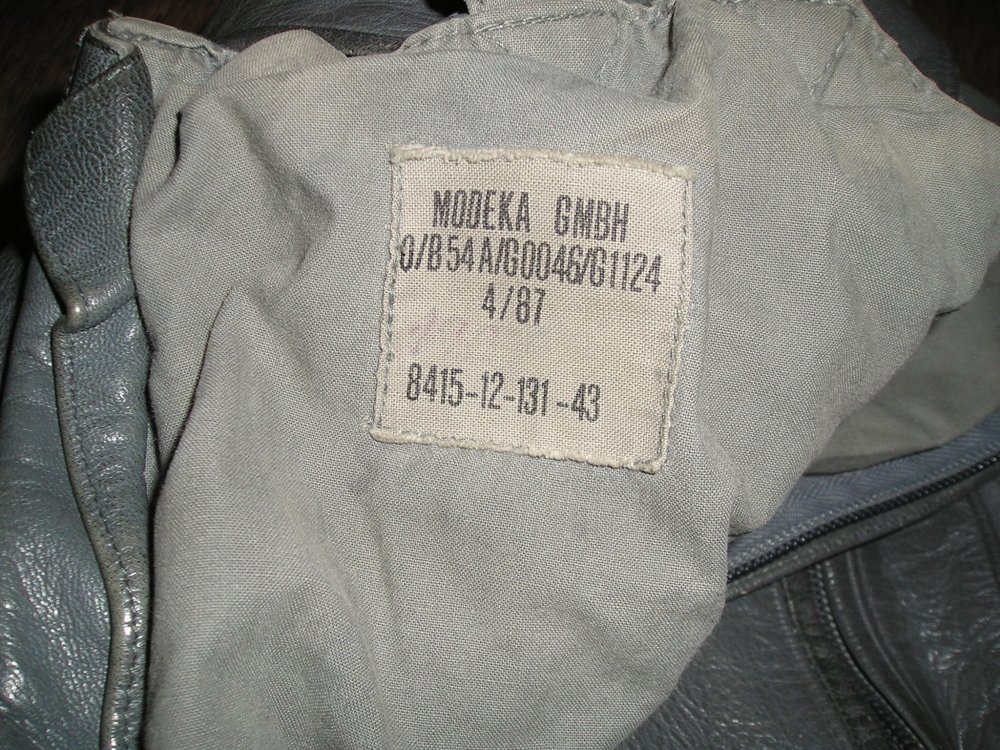 MODEKA GMBH
0/B54A/G0046/G1124
4/87
8415-12-131-43